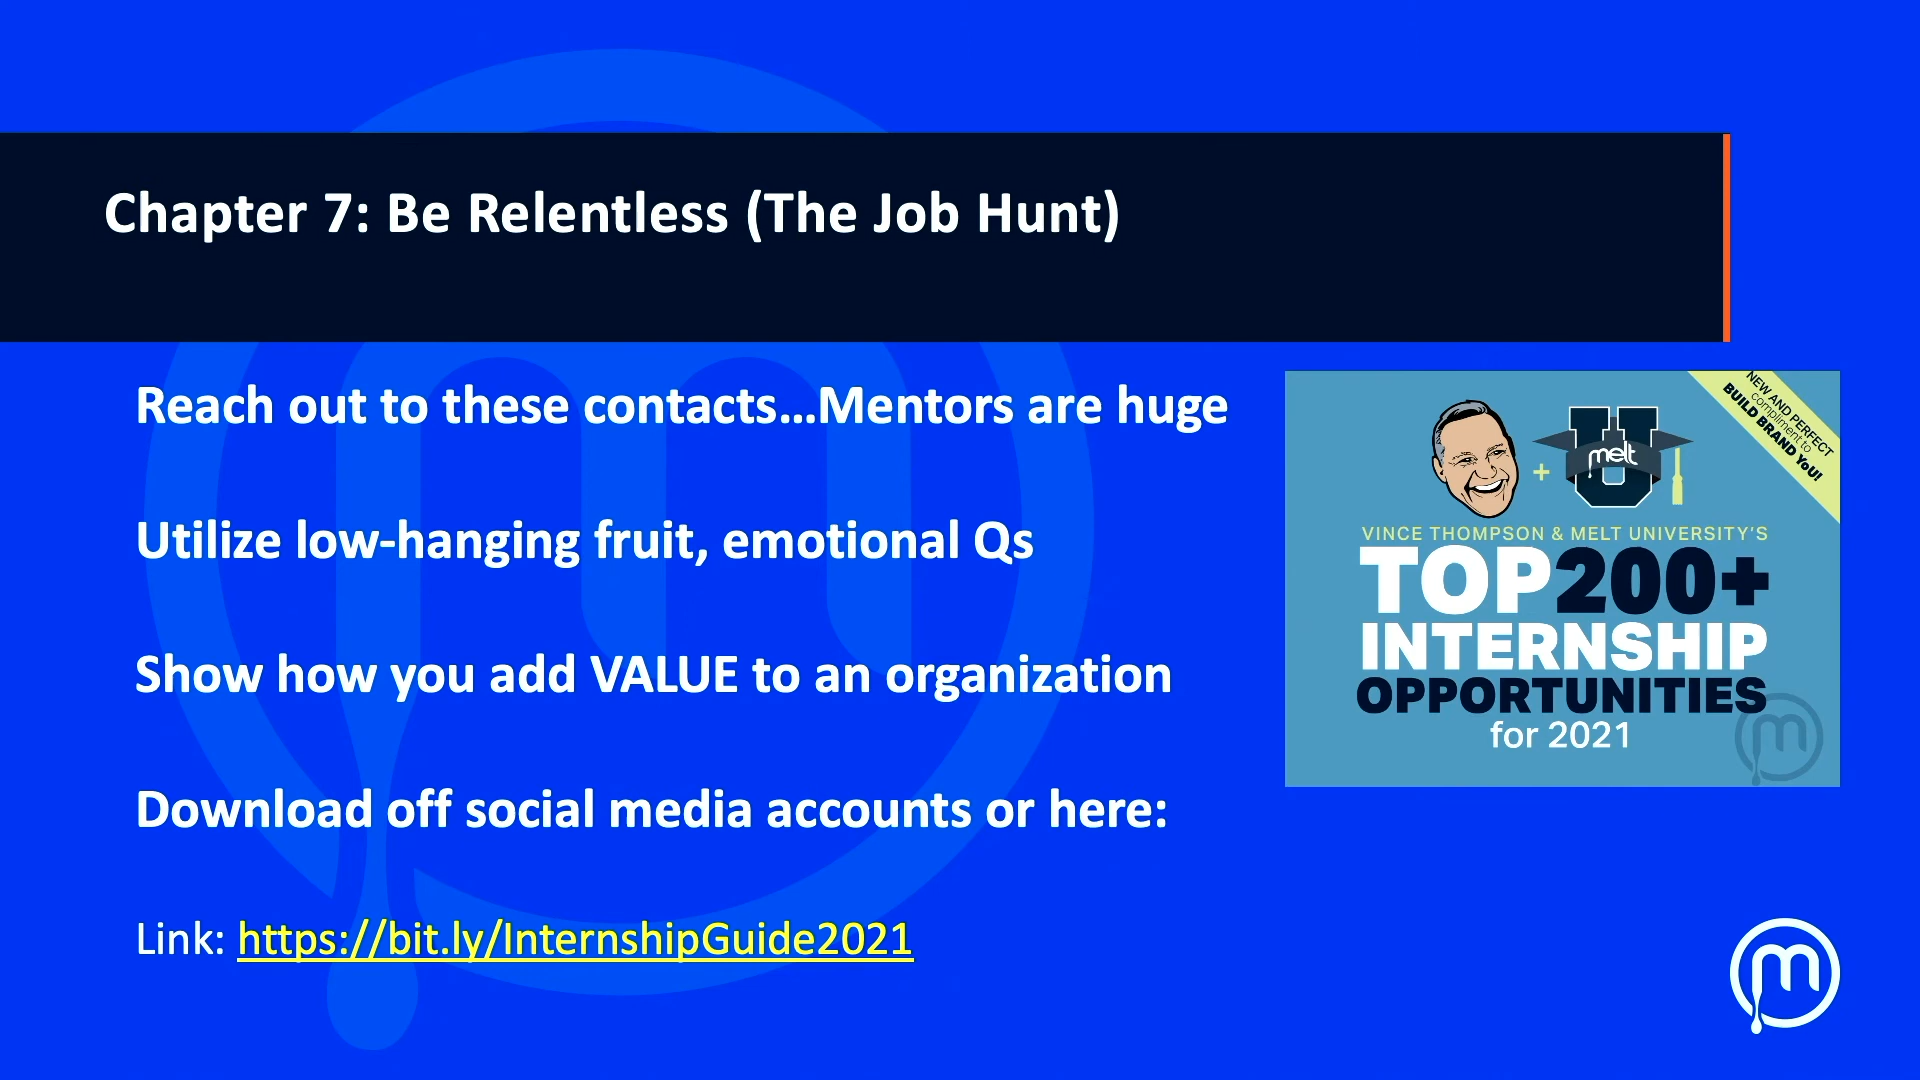 Chapter 7: Be Relentless (The Job Hunt)
Reach out to these contacts...Mentors are huge
Utilize low-hanging fruit, emotional Qs
Show how you add VALUE to an organization
Download off social media accounts or here:
Link: https://bit.ly/InternshipGuide2021
NEW AND PERFECT
compliment to
BUILD BRAND YoU!
+
melt
U
VINCE THOMPSON & MELT UNIVERSITY'S
TOP200+
INTERNSHIP
OPPORTUNITIES
for 2021
m
m